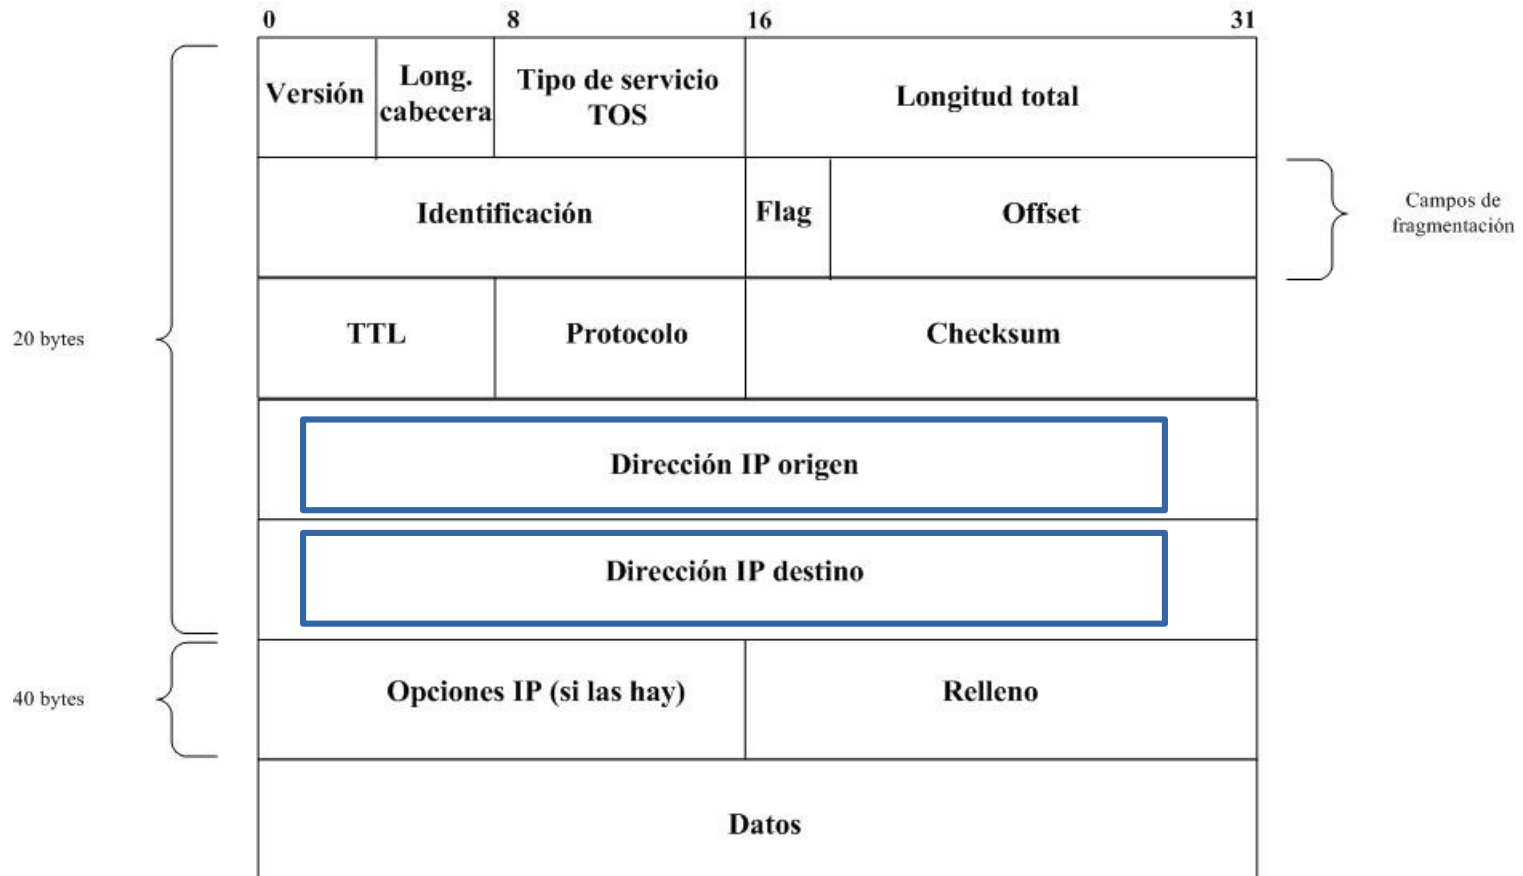 0 8 16 31
Versión
Long.
cabecera
Tipo de servicio
TOS
Longitud total
Identificación
Flag
Offset
Campos de
fragmentación
20 bytes
TTL
Protocolo
Checksum
Dirección IP origen
Dirección IP destino
40 bytes
Opciones IP (si las hay)
Relleno
Datos